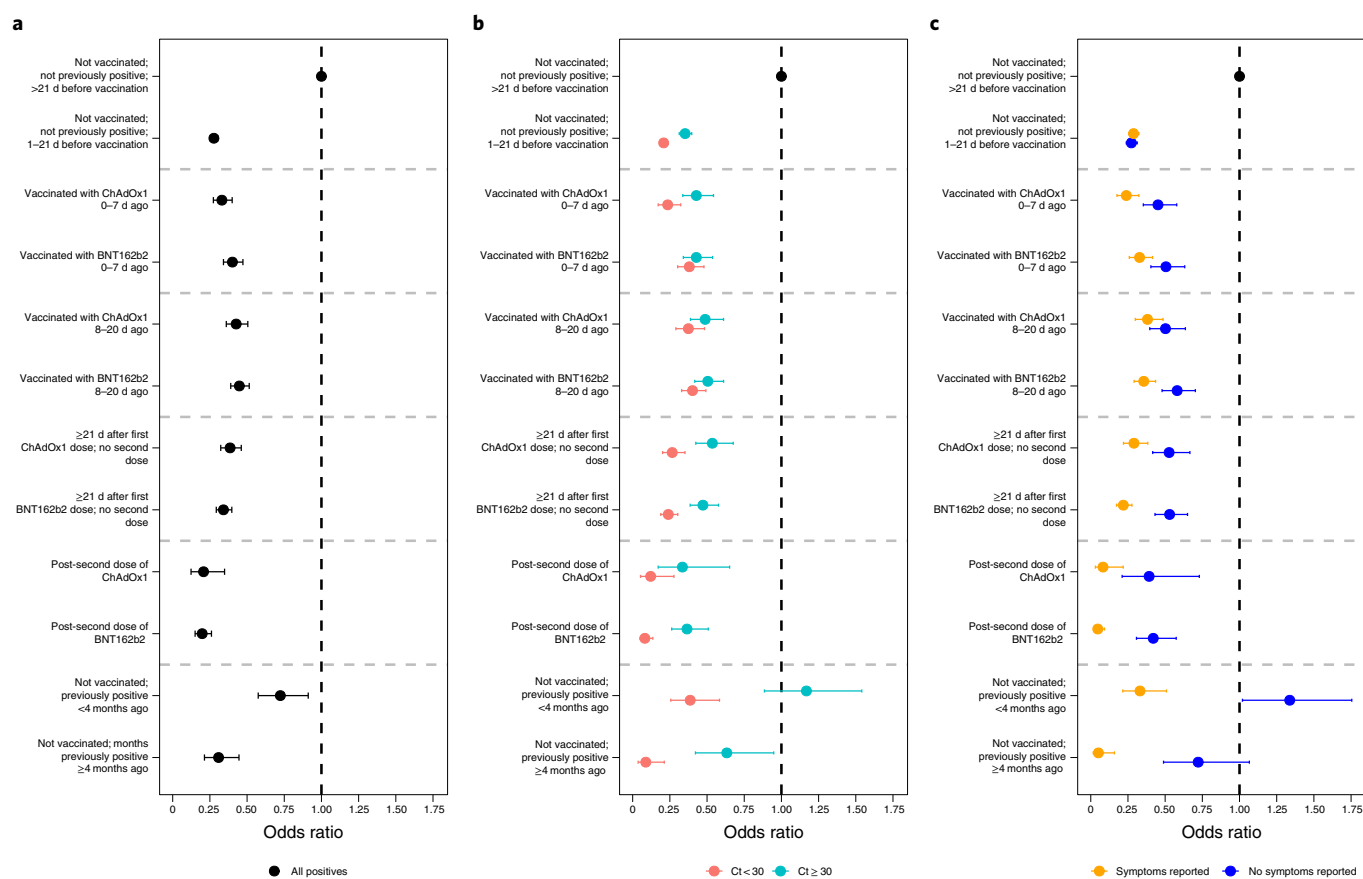 a
Not vaccinated;
not previously positive;
>21 d before vaccination
Not vaccinated;
not previously positive;
1–21 d before vaccination
Vaccinated with ChAdOx1
0–7 d ago
Vaccinated with BNT162b2
0–7 d ago
Vaccinated with ChAdOx1
8–20 d ago
Vaccinated with BNT162b2
8–20 d ago
≥21 d after first
ChAdOx1 dose; no second
dose
≥21 d after first
BNT162b2 dose; no second
dose
Post-second dose of
ChAdOx1
Post-second dose of
BNT162b2
Not vaccinated;
previously positive
<4 months ago
Not vaccinated; months
previously positive
≥4 months ago
0 0.25 0.50 0.75 1.00 1.25 1.50 1.75
Odds ratio
All positives
b
Not vaccinated;
not previously positive;
>21 d before vaccination
Not vaccinated;
not previously positive;
1–21 d before vaccination
Vaccinated with ChAdOx1
0–7 d ago
Vaccinated with BNT162b2
0–7 d ago
Vaccinated with ChAdOx1
8–20 d ago
Vaccinated with BNT162b2
8–20 d ago
≥21 d after first
ChAdOx1 dose; no second
dose
≥21 d after first
BNT162b2 dose; no second
dose
Post-second dose of
ChAdOx1
Post-second dose of
BNT162b2
Not vaccinated;
previously positive
<4 months ago
Not vaccinated;
previously positive
≥4 months ago
0 0.25 0.50 0.75 1.00 1.25 1.50 1.75
Odds ratio
Ct < 30 Ct ≥ 30
c
Not vaccinated;
not previously positive;
>21 d before vaccination
Not vaccinated;
not previously positive;
1–21 d before vaccination
Vaccinated with ChAdOx1
0–7 d ago
Vaccinated with BNT162b2
0–7 d ago
Vaccinated with ChAdOx1
8–20 d ago
Vaccinated with BNT162b2
8–20 d ago
≥21 d after first
ChAdOx1 dose; no second
dose
≥21 d after first
BNT162b2 dose; no second
dose
Post-second dose of
ChAdOx1
Post-second dose of
BNT162b2
Not vaccinated;
previously positive
<4 months ago
Not vaccinated;
previously positive
≥4 months ago
0 0.25 0.50 0.75 1.00 1.25 1.50 1.75
Odds ratio
Symptoms reported No symptoms reported